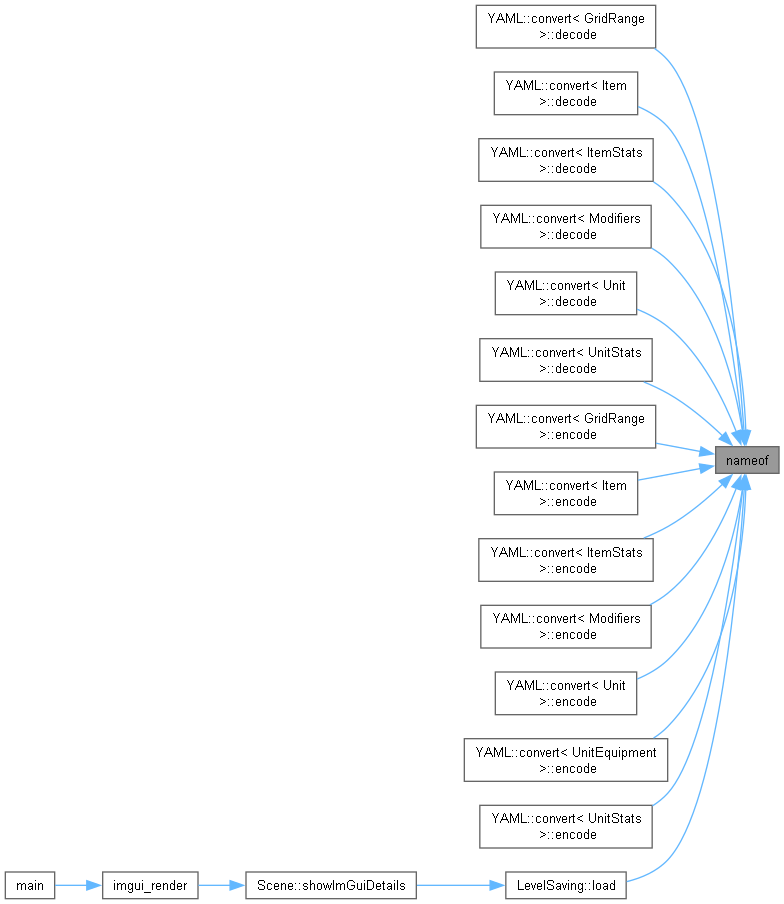 YAML::convert< GridRange
>::decode
YAML::convert< Item
>::decode
YAML::convert< ItemStats
>::decode
YAML::convert< Modifiers
>::decode
YAML::convert< Unit
>::decode
YAML::convert< UnitStats
>::decode
YAML::convert< GridRange
>::encode
nameof
YAML::convert< Item
>::encode
YAML::convert< ItemStats
>::encode
YAML::convert< Modifiers
>::encode
YAML::convert< Unit
>::encode
YAML::convert< UnitEquipment
>::encode
YAML::convert< UnitStats
>::encode
main
imgui_render
Scene::showImGuiDetails
LevelSaving::load